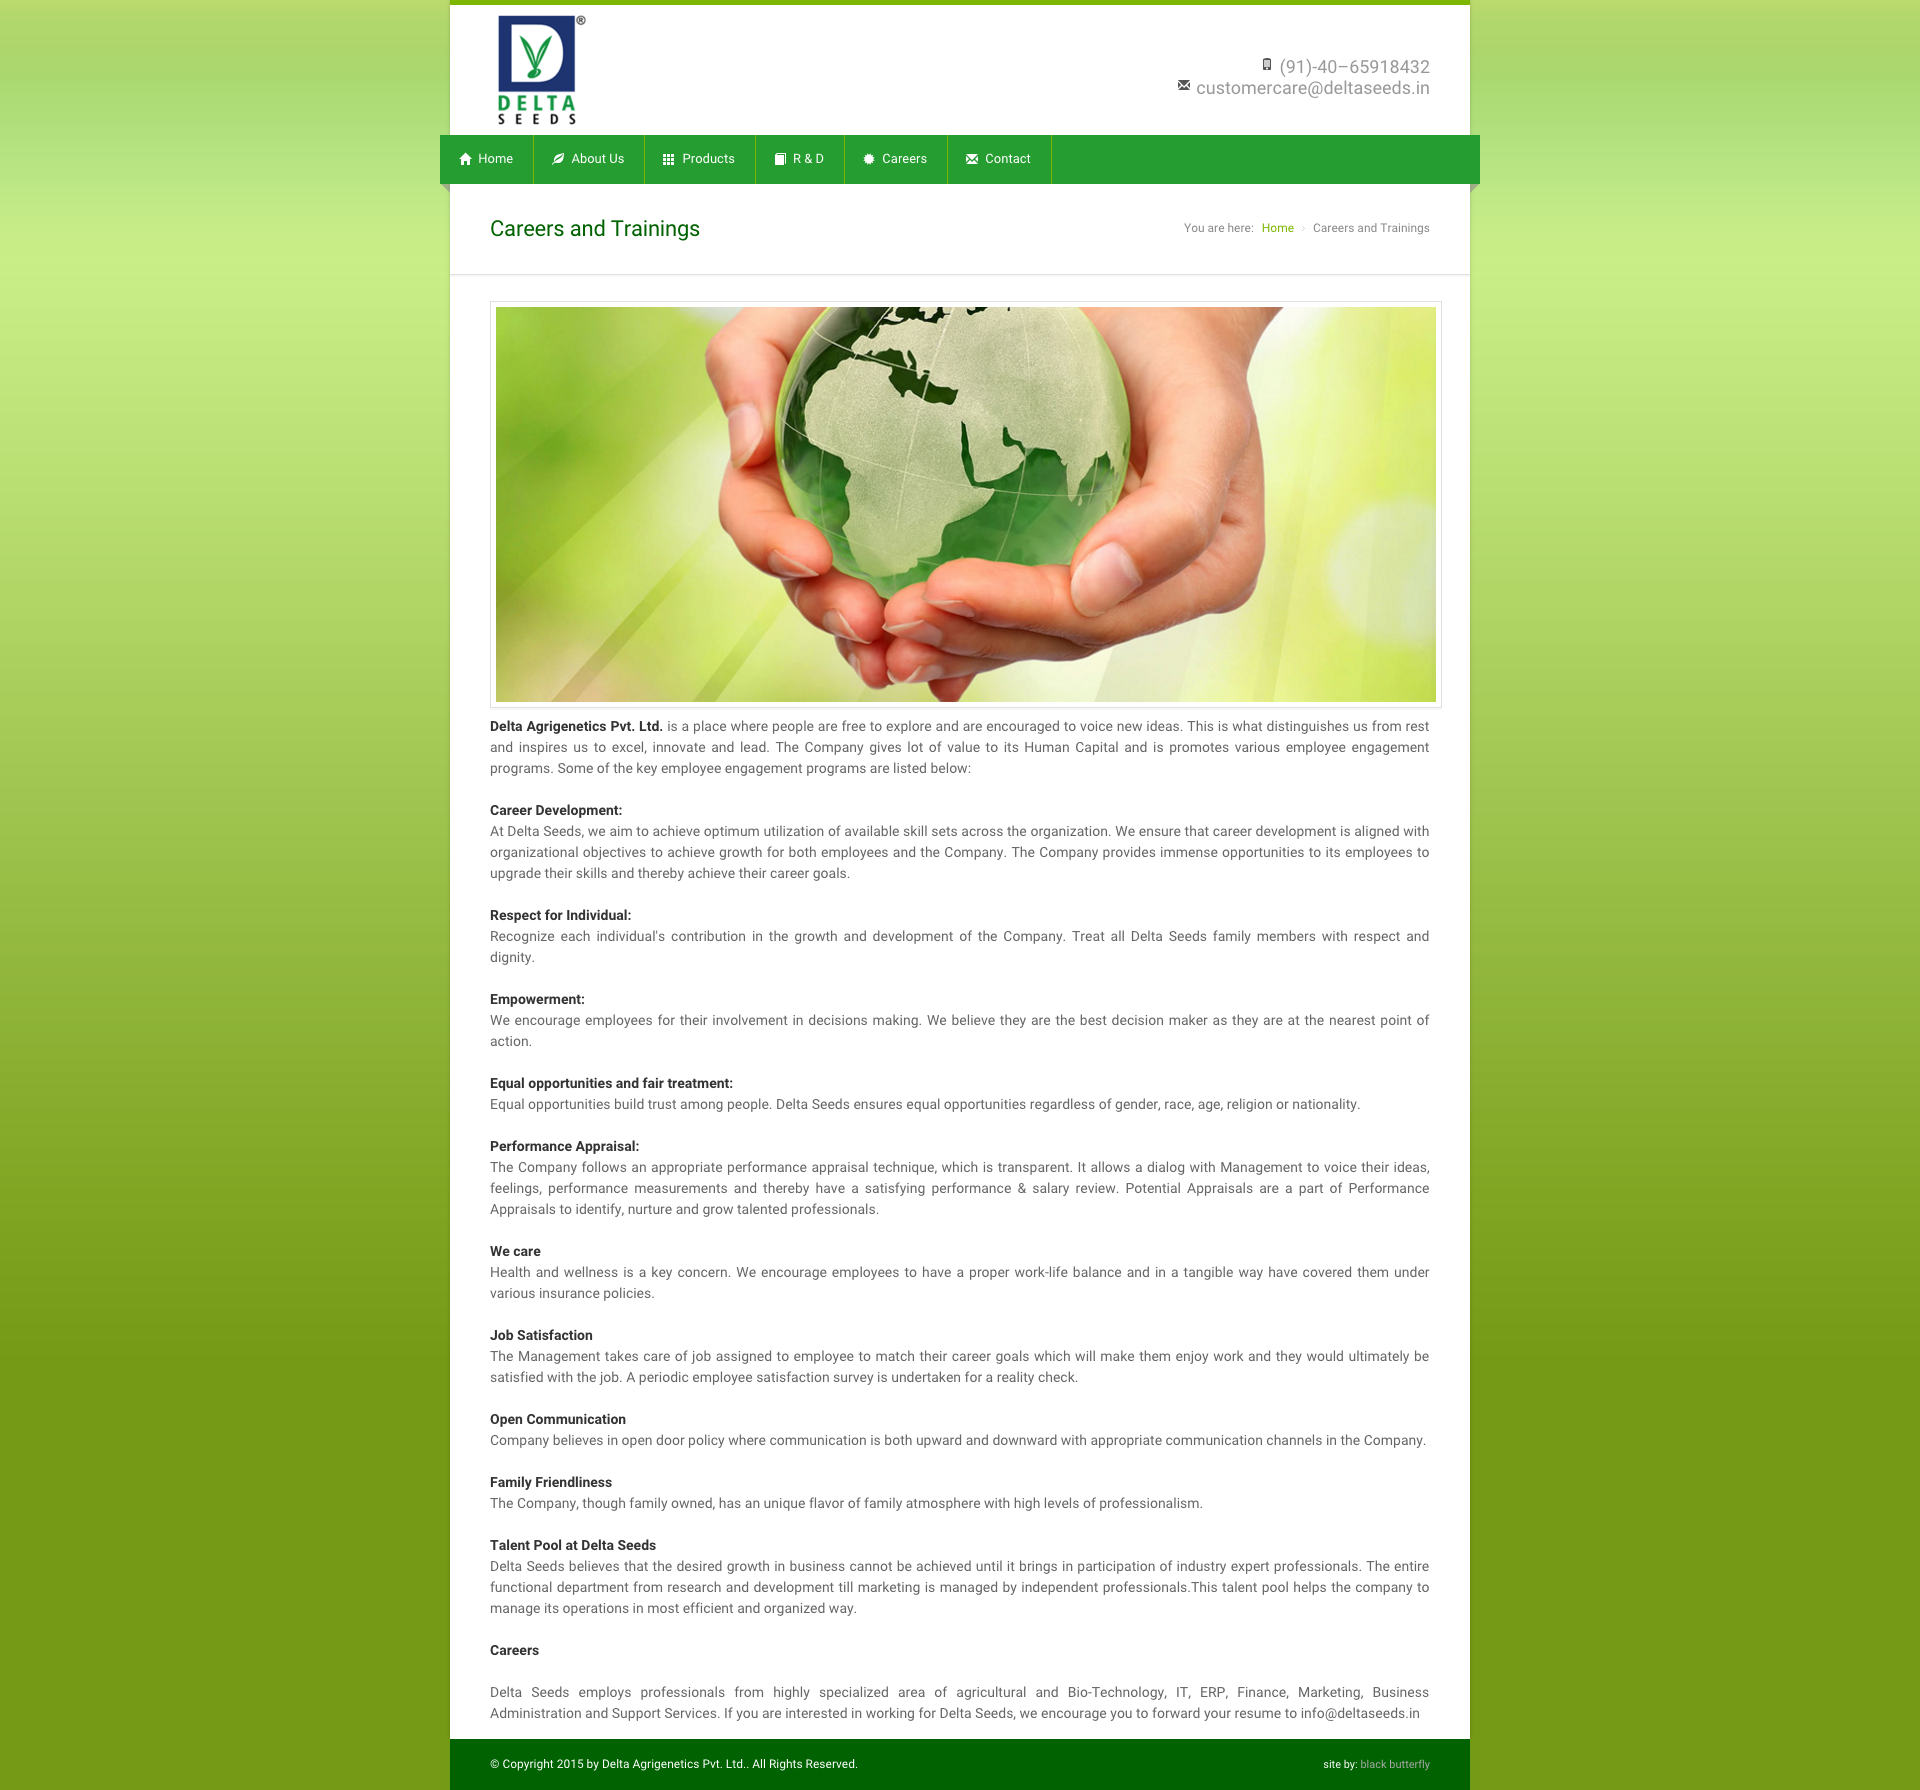 ®
DELTA
SEEDS
(91)-40–65918432
customercare@deltaseeds.in
Home About Us Products R & D Careers Contact
Careers and Trainings
You are here: Home › Careers and Trainings
Delta Agrigenetics Pvt. Ltd. is a place where people are free to explore and are encouraged to voice new ideas. This is what distinguishes us from rest
and inspires us to excel, innovate and lead. The Company gives lot of value to its Human Capital and is promotes various employee engagement
programs. Some of the key employee engagement programs are listed below:
Career Development:
At Delta Seeds, we aim to achieve optimum utilization of available skill sets across the organization. We ensure that career development is aligned with
organizational objectives to achieve growth for both employees and the Company. The Company provides immense opportunities to its employees to
upgrade their skills and thereby achieve their career goals.
Respect for Individual:
Recognize each individual's contribution in the growth and development of the Company. Treat all Delta Seeds family members with respect and
dignity.
Empowerment:
We encourage employees for their involvement in decisions making. We believe they are the best decision maker as they are at the nearest point of
action.
Equal opportunities and fair treatment:
Equal opportunities build trust among people. Delta Seeds ensures equal opportunities regardless of gender, race, age, religion or nationality.
Performance Appraisal:
The Company follows an appropriate performance appraisal technique, which is transparent. It allows a dialog with Management to voice their ideas,
feelings, performance measurements and thereby have a satisfying performance & salary review. Potential Appraisals are a part of Performance
Appraisals to identify, nurture and grow talented professionals.
We care
Health and wellness is a key concern. We encourage employees to have a proper work-life balance and in a tangible way have covered them under
various insurance policies.
Job Satisfaction
The Management takes care of job assigned to employee to match their career goals which will make them enjoy work and they would ultimately be
satisfied with the job. A periodic employee satisfaction survey is undertaken for a reality check.
Open Communication
Company believes in open door policy where communication is both upward and downward with appropriate communication channels in the Company.
Family Friendliness
The Company, though family owned, has an unique flavor of family atmosphere with high levels of professionalism.
Talent Pool at Delta Seeds
Delta Seeds believes that the desired growth in business cannot be achieved until it brings in participation of industry expert professionals. The entire
functional department from research and development till marketing is managed by independent professionals.This talent pool helps the company to
manage its operations in most efficient and organized way.
Careers
Delta Seeds employs professionals from highly specialized area of agricultural and Bio-Technology, IT, ERP, Finance, Marketing, Business
Administration and Support Services. If you are interested in working for Delta Seeds, we encourage you to forward your resume to info@deltaseeds.in
© Copyright 2015 by Delta Agrigenetics Pvt. Ltd.. All Rights Reserved.
site by: black butterfly